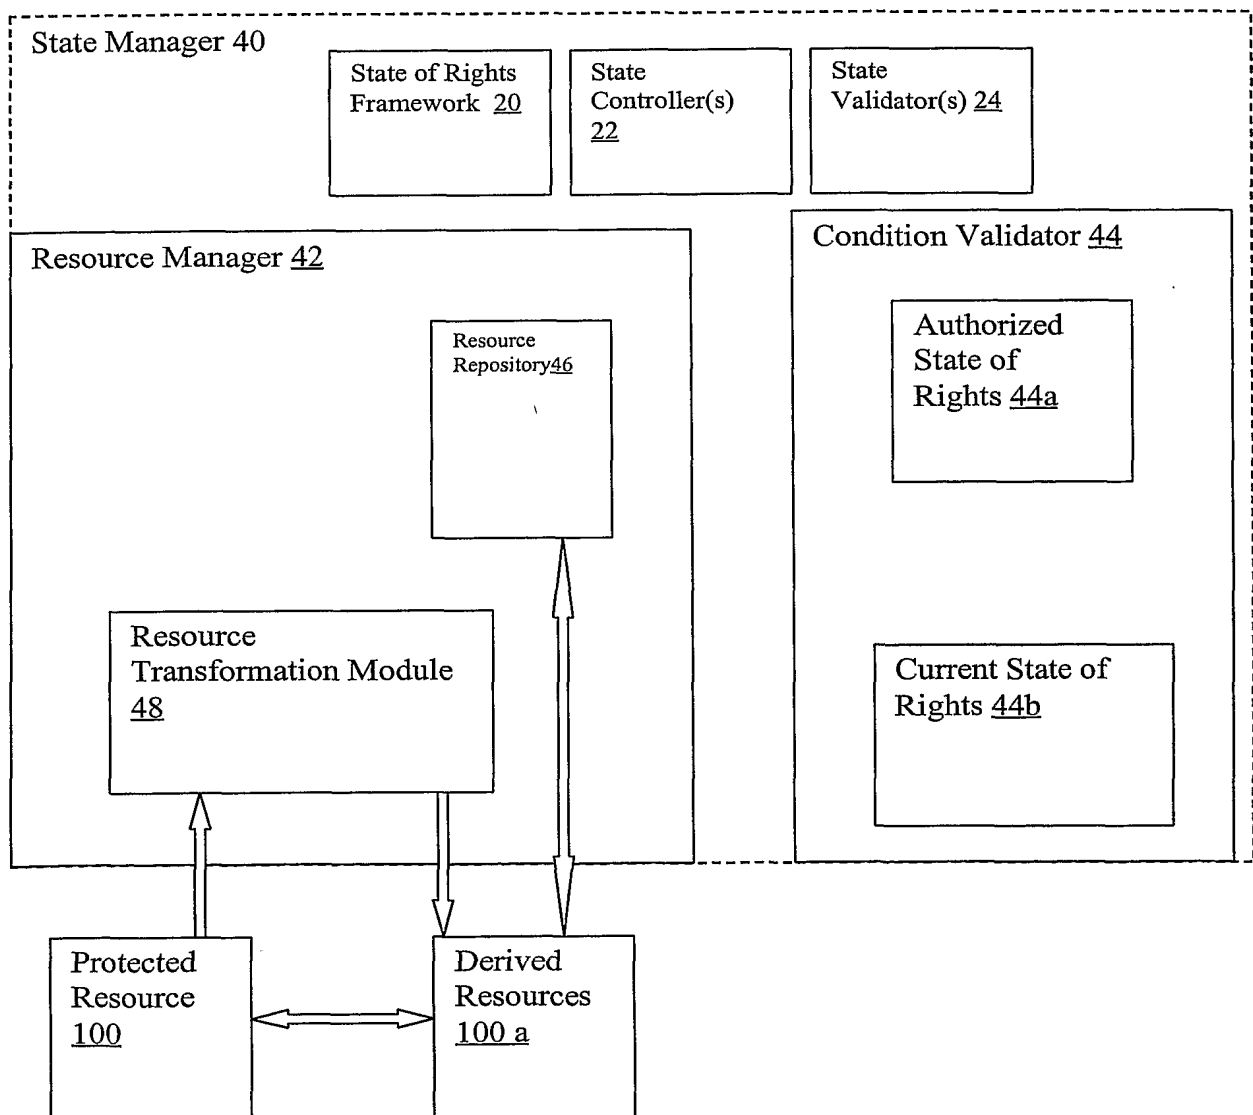 State Manager 40
State of Rights
Framework 20
State
Controller(s)
22
State
Validator(s) 24
Resource Manager 42
Condition Validator 44
Resource
Repository46
Authorized
State of
Rights 44a
Resource
Transformation Module
48
Current State of
Rights 44b
Protected
Resource
100
Derived
Resources
100 a